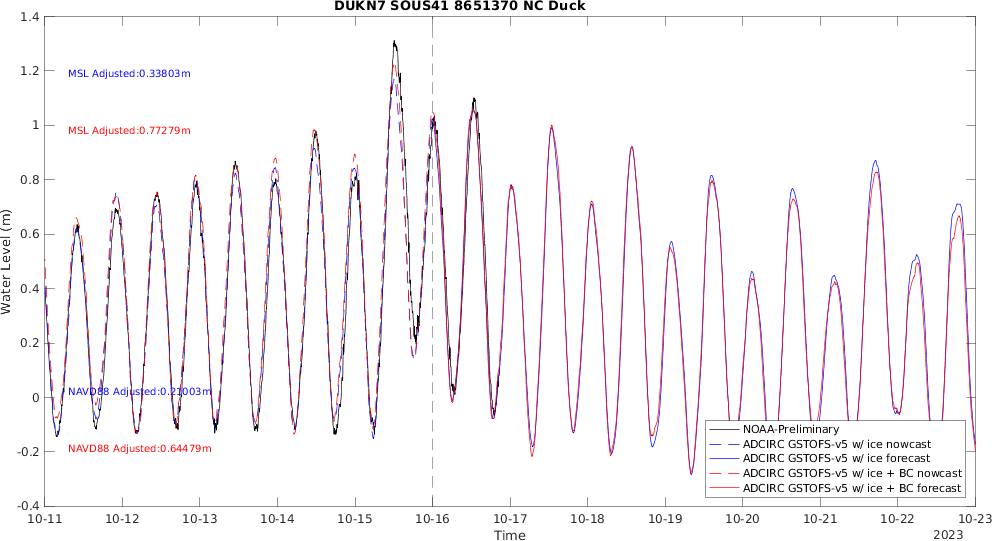 DUKN7 SOUS41 8651370 NC Duck
1.4
1.2
1
0.8
0.6
0.4
0.2
0
-0.2
-0.4
Water Level (m)
MSL Adjusted:0.33803m
MSL Adjusted:0.77279m
NAVD88 Adjusted:0.21003m
NAVD88 Adjusted:0.64479m
NOAA-Preliminary
ADCIRC GSTOFS-v5 w/ ice nowcast
ADCIRC GSTOFS-v5 w/ ice forecast
ADCIRC GSTOFS-v5 w/ ice + BC nowcast
ADCIRC GSTOFS-v5 w/ ice + BC forecast
10-11 10-12 10-13 10-14 10-15 10-16 10-17 10-18 10-19 10-20 10-21 10-22 10-23
Time
2023